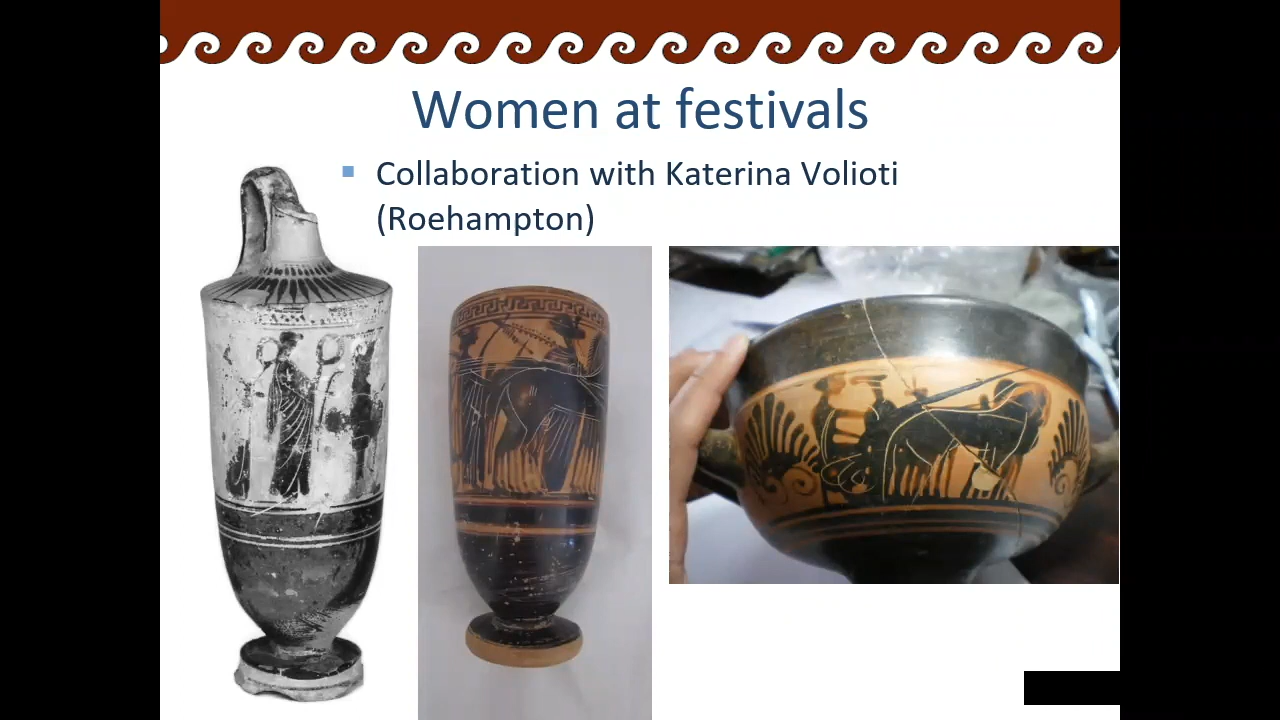 Women at festivals
Collaboration with Katerina Volioti
(Roehampton)